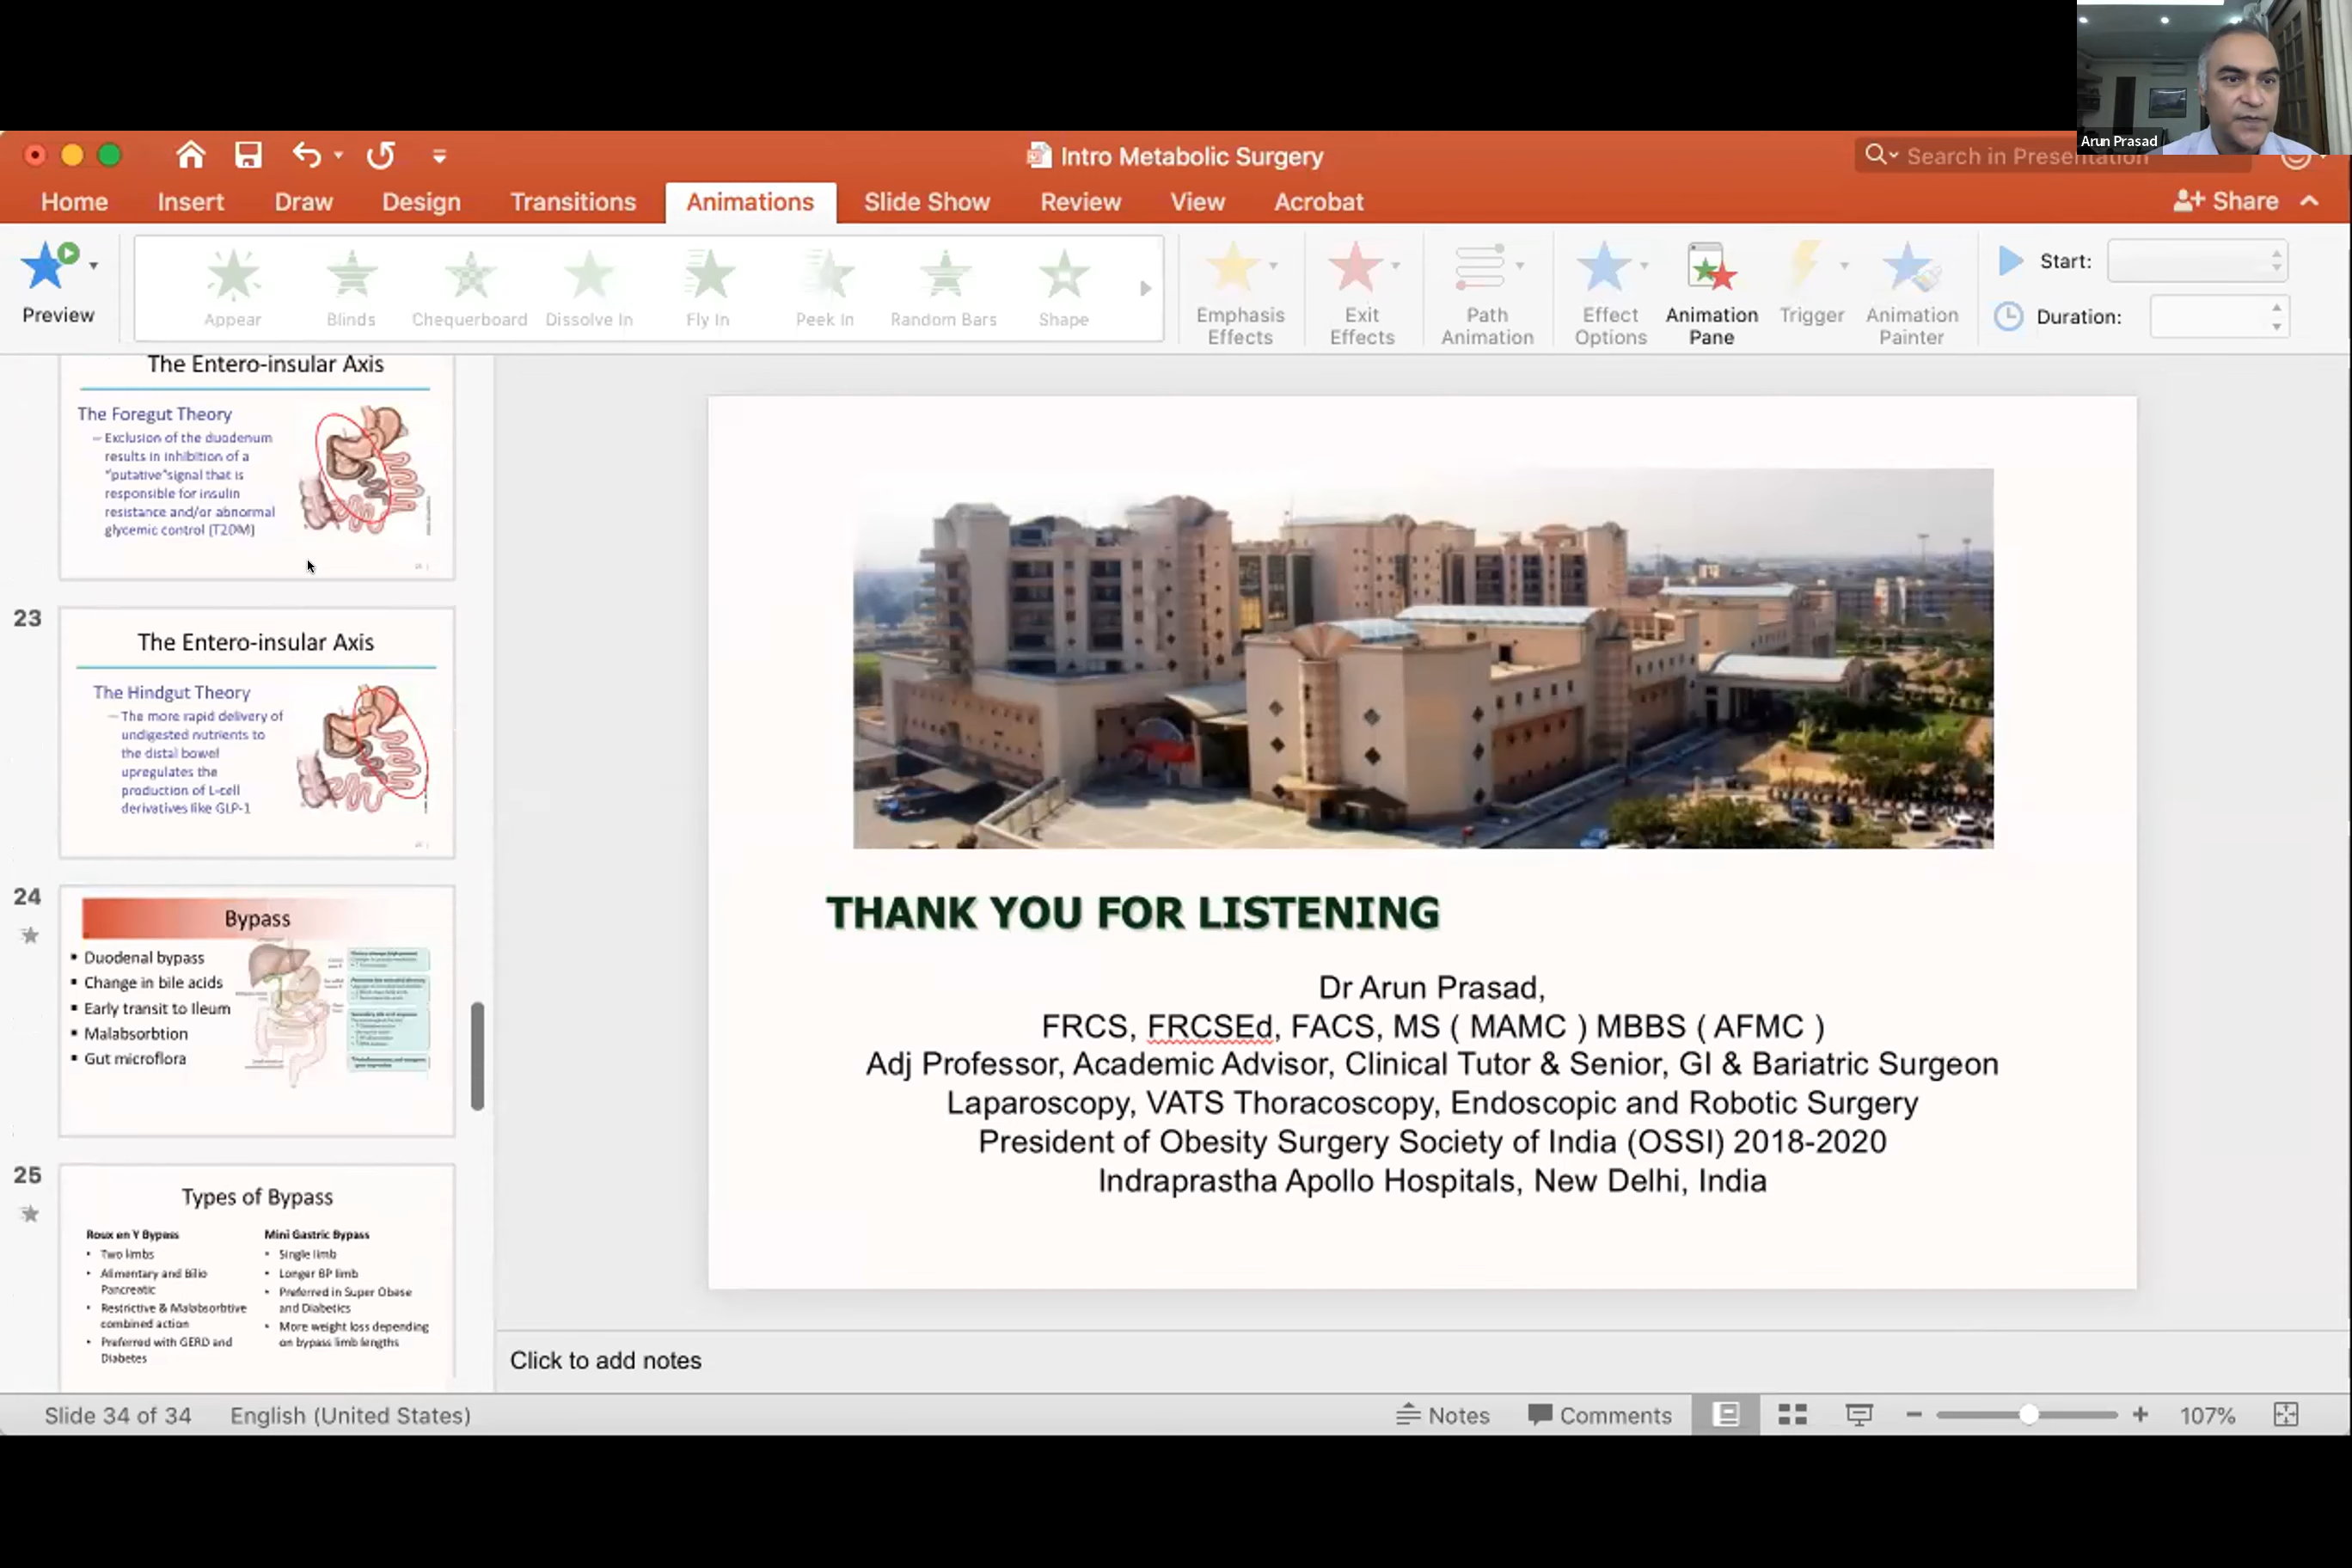 Arun Prasad
Intro Metabolic Surgery
Search in Presentation
Home Insert Draw Design Transitions Animations Slide Show Review View Acrobat
Share
Preview
Appear Blinds Chequerboard Dissolve In Fly In Peek In Random Bars Shape
Emphasis Effects
Exit Effects
Path Animation
Effect Options
Animation Pane
Trigger
Animation Painter
Start:
Duration:
The Entero-insular Axis
The Foregut Theory
– Exclusion of the duodenum
results in inhibition of a
"putative"signal that is
responsible for insulin
resistance and/or abnormal
glycemic control (T2DM)
23
The Entero-insular Axis
The Hindgut Theory
– The more rapid delivery of
undigested nutrients to
the distal bowel
upregulates the
production of L-cell
derivatives like GLP-1
24
Bypass
▪ Duodenal bypass
▪ Change in bile acids
▪ Early transit to Ileum
▪ Malabsorbtion
▪ Gut microflora
25
Types of Bypass
Roux en Y Bypass
• Two limbs
• Alimentary and Bilio
Pancreatic
• Restrictive & Malabsorbtive
combined action
• Preferred with GERD and
Diabetes
Mini Gastric Bypass
• Single limb
• Longer BP limb
• Preferred in Super Obese
and Diabetics
• More weight loss depending
on bypass limb lengths
THANK YOU FOR LISTENING
Dr Arun Prasad,
FRCS, FRCSEd, FACS, MS ( MAMC ) MBBS ( AFMC )
Adj Professor, Academic Advisor, Clinical Tutor & Senior, GI & Bariatric Surgeon
Laparoscopy, VATS Thoracoscopy, Endoscopic and Robotic Surgery
President of Obesity Surgery Society of India (OSSI) 2018-2020
Indraprastha Apollo Hospitals, New Delhi, India
Click to add notes
Slide 34 of 34 English (United States) Notes Comments 107%